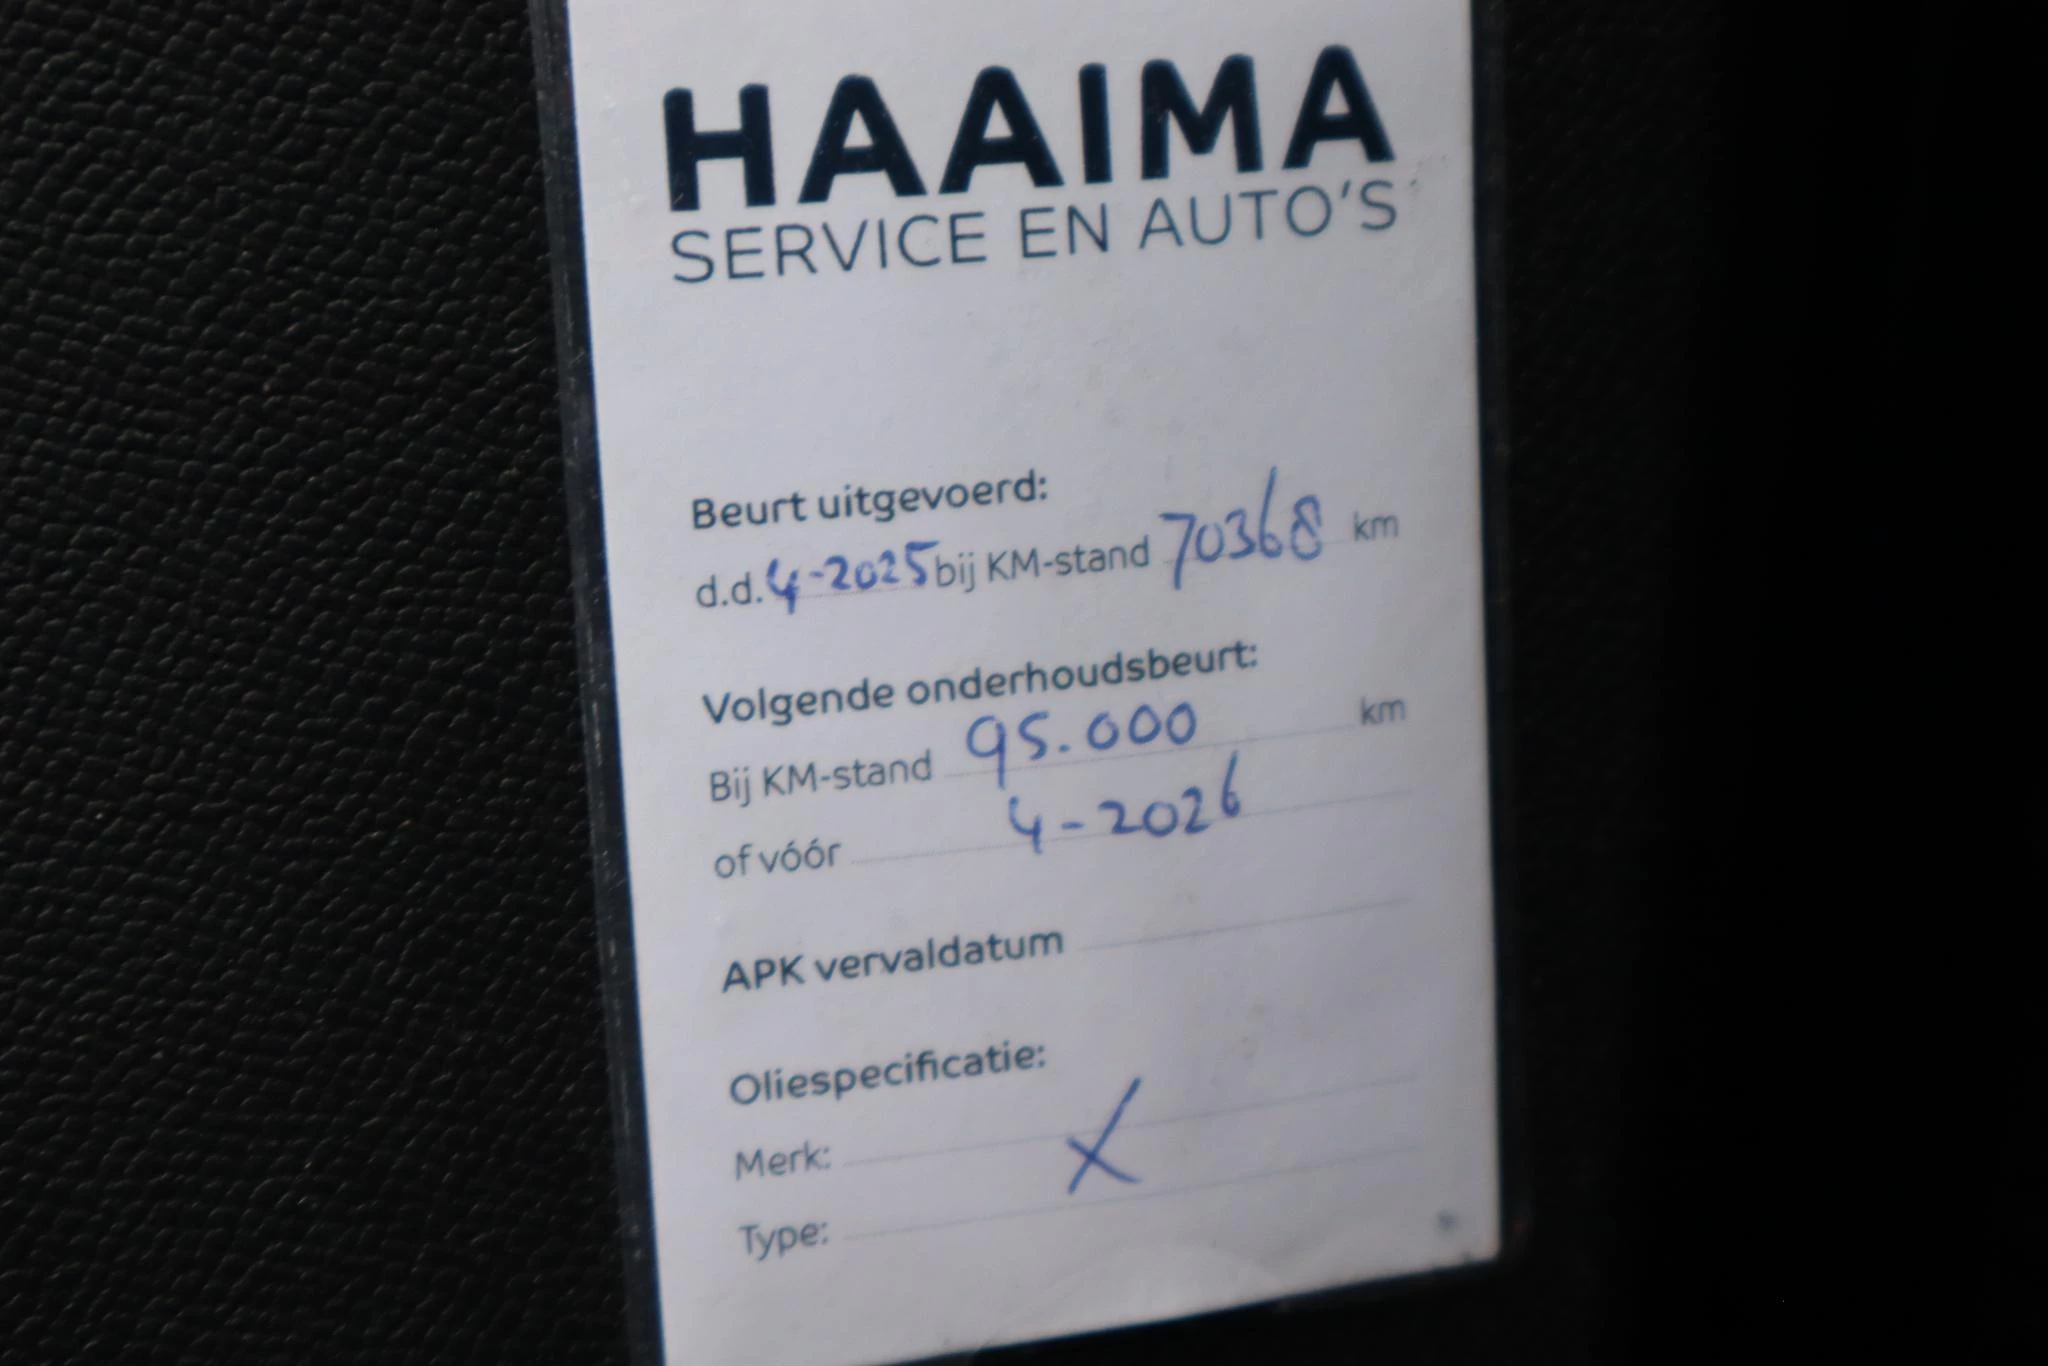 HAAIMA
SERVICE EN AUTO'S
Beurt uitgevoerd:
d.d. 4-2025 bij KM-stand 70368 km
Volgende onderhoudsbeurt:
Bij KM-stand 95.000 km
of vóór 4-2026
APK vervaldatum
Oliespecificatie:
Merk: X
Type: